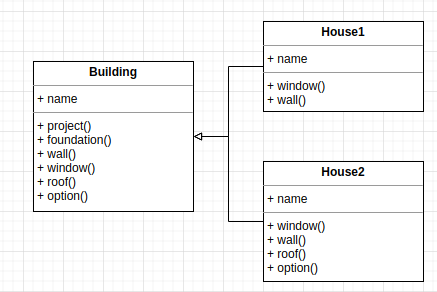 Building
+ name
+ project()
+ foundation()
+ wall()
+ window()
+ roof()
+ option()
House1
+ name
+ window()
+ wall()
House2
+ name
+ window()
+ wall()
+ roof()
+ option()